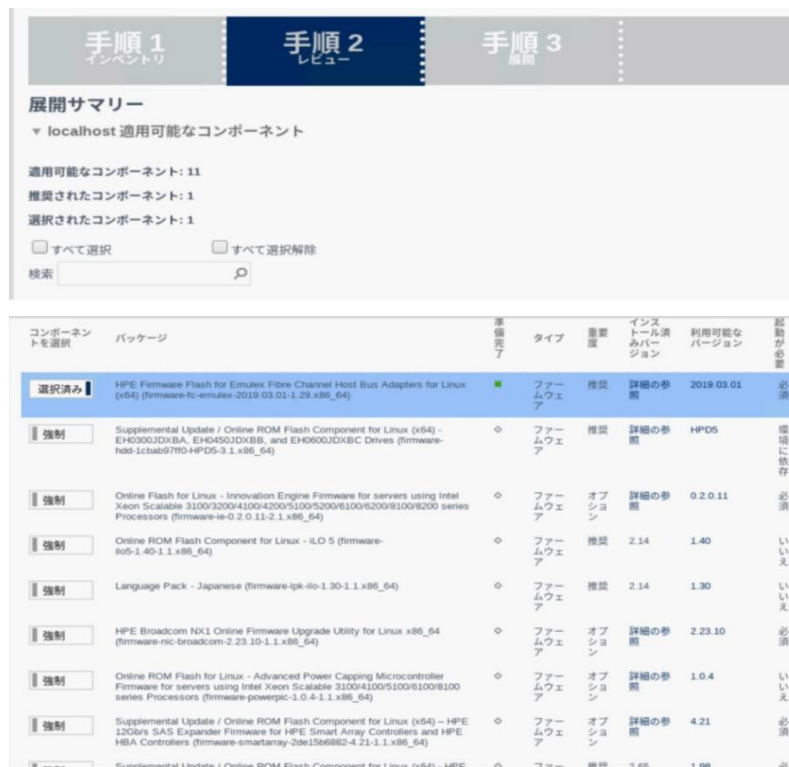 手順 1
インベントリ
手順 2
レビュー
手順 3
展開
展開サマリー
▼ localhost 適用可能なコンポーネント
適用可能なコンポーネント: 11
推奨されたコンポーネント: 1
選択されたコンポーネント: 1
すべて選択 すべて選択解除
検索
コンポーネン
トを選択
パッケージ
準
備
完
了
タイプ
重要
度
インス
トール済
みバー
ジョン
利用可能な
バージョン
起
動
が
必
要
選択済み
HPE Firmware Flash for Emulex Fibre Channel Host Bus Adapters for Linux
(x64) (firmware-fc-emulex-2019.03.01-1.29.x86_64)
ファー
ムウェ
ア
推奨
詳細の参
照
2019.03.01
必
須
強制
Supplemental Update / Online ROM Flash Component for Linux (x64) -
EH0300JDXBA, EH0450JDXBB, and EH0600JDXBC Drives (firmware-
hdd-1cbab97ff0-HPD5-3.1.x86_64)
ファー
ムウェ
ア
推奨
詳細の参
照
HPD5
環
境
に
依
存
強制
Online Flash for Linux - Innovation Engine Firmware for servers using Intel
Xeon Scalable 3100/3200/4100/4200/5100/5200/6100/6200/8100/8200 series
Processors (firmware-ie-0.2.0.11-2.1.x86_64)
ファー
ムウェ
ア
オプ
ショ
ン
詳細の参
照
0.2.0.11
必
須
強制
Online ROM Flash Component for Linux - iLO 5 (firmware-
ilo5-1.40-1.1.x86_64)
ファー
ムウェ
ア
推奨
2.14
1.40
い
い
え
強制
Language Pack - Japanese (firmware-lpk-ilo-1.30-1.1.x86_64)
ファー
ムウェ
ア
推奨
2.14
1.30
い
い
え
強制
HPE Broadcom NX1 Online Firmware Upgrade Utility for Linux x86_64
(firmware-nic-broadcom-2.23.10-1.1.x86_64)
ファー
ムウェ
ア
オプ
ショ
ン
詳細の参
照
2.23.10
必
須
強制
Online ROM Flash for Linux - Advanced Power Capping Microcontroller
Firmware for servers using Intel Xeon Scalable 3100/4100/5100/6100/8100
series Processors (firmware-powerpic-1.0.4-1.1.x86_64)
ファー
ムウェ
ア
オプ
ショ
ン
詳細の参
照
1.0.4
い
い
え
強制
Supplemental Update / Online ROM Flash Component for Linux (x64) – HPE
12Gb/s SAS Expander Firmware for HPE Smart Array Controllers and HPE
HBA Controllers (firmware-smartarray-2de15b6882-4.21-1.1.x86_64)
ファー
ムウェ
ア
オプ
ショ
ン
詳細の参
照
4.21
必
須
Supplemental Update / Online ROM Flash Component for Linux (x64) - HPE
ファー
推奨
2.65
1.98